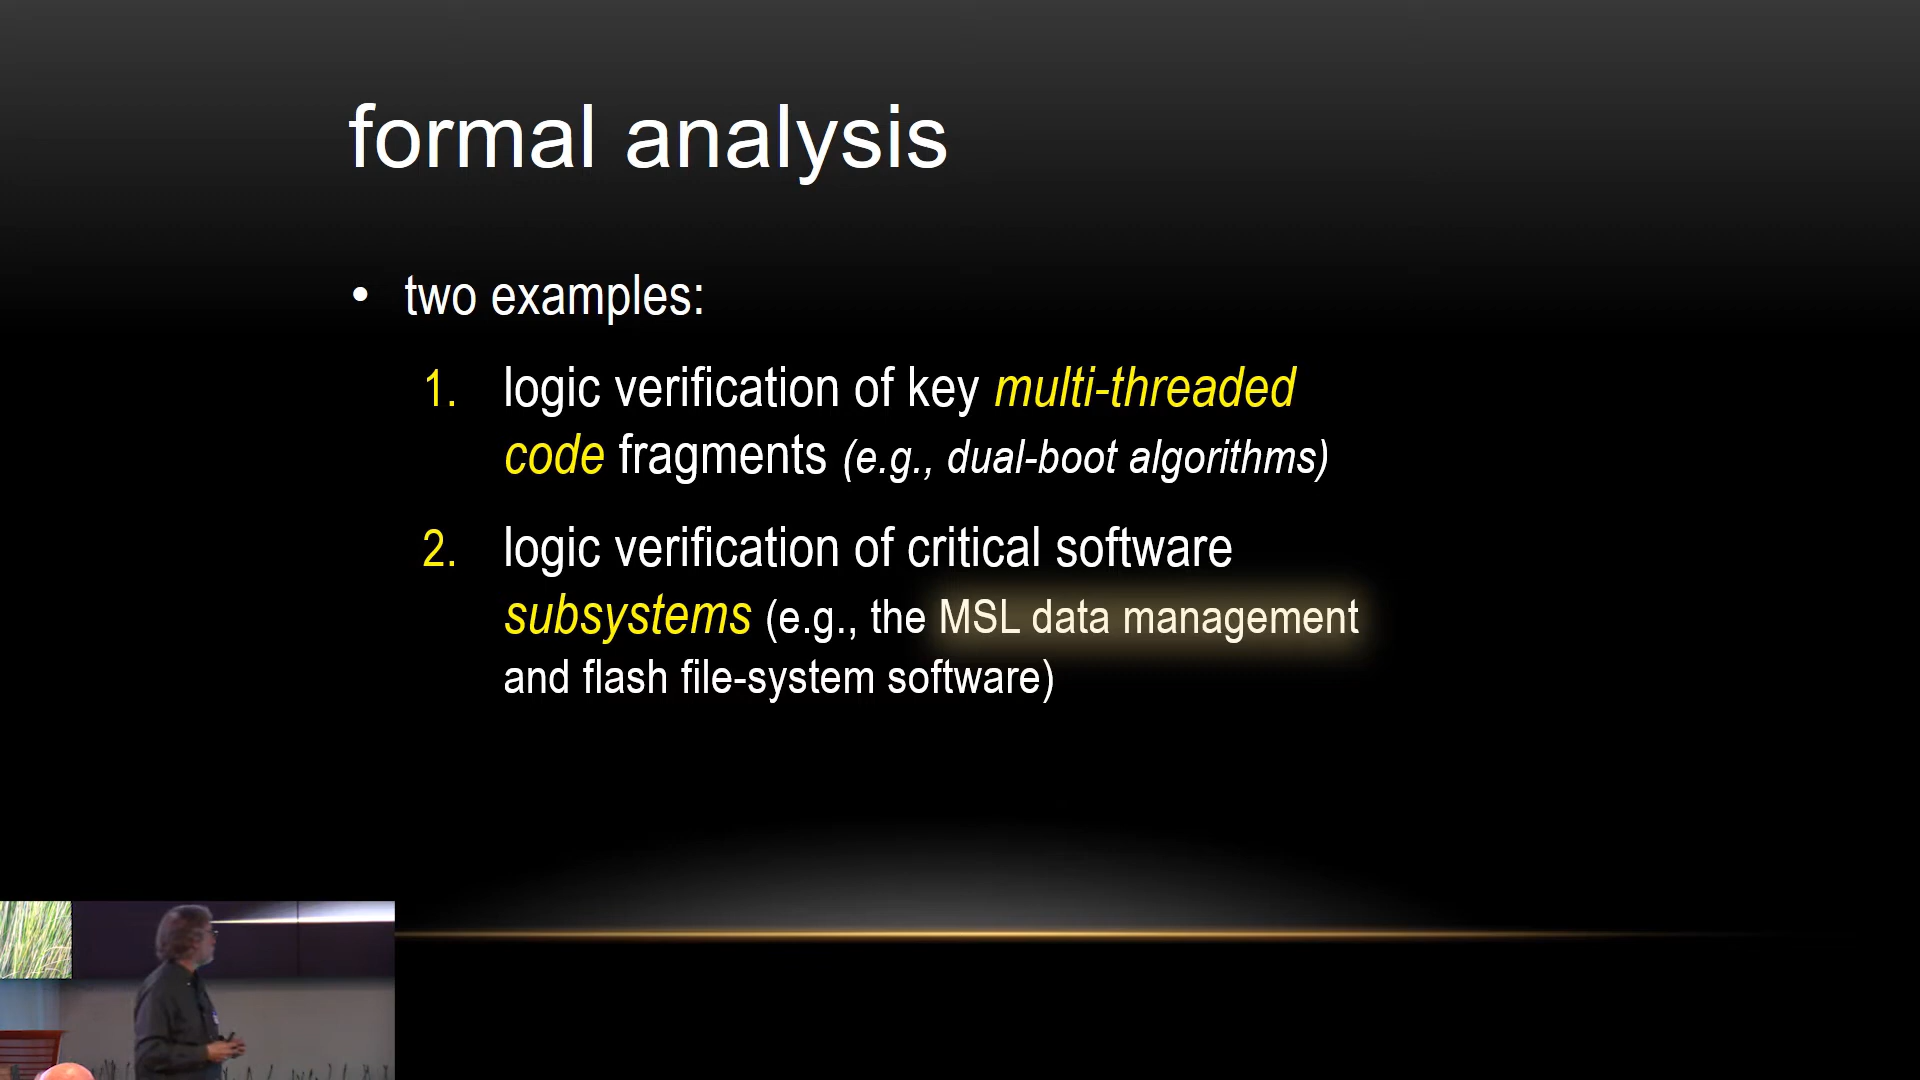 formal analysis
• two examples:
1. logic verification of key multi-threaded
code fragments (e.g., dual-boot algorithms)
2. logic verification of critical software
subsystems (e.g., the MSL data management
and flash file-system software)